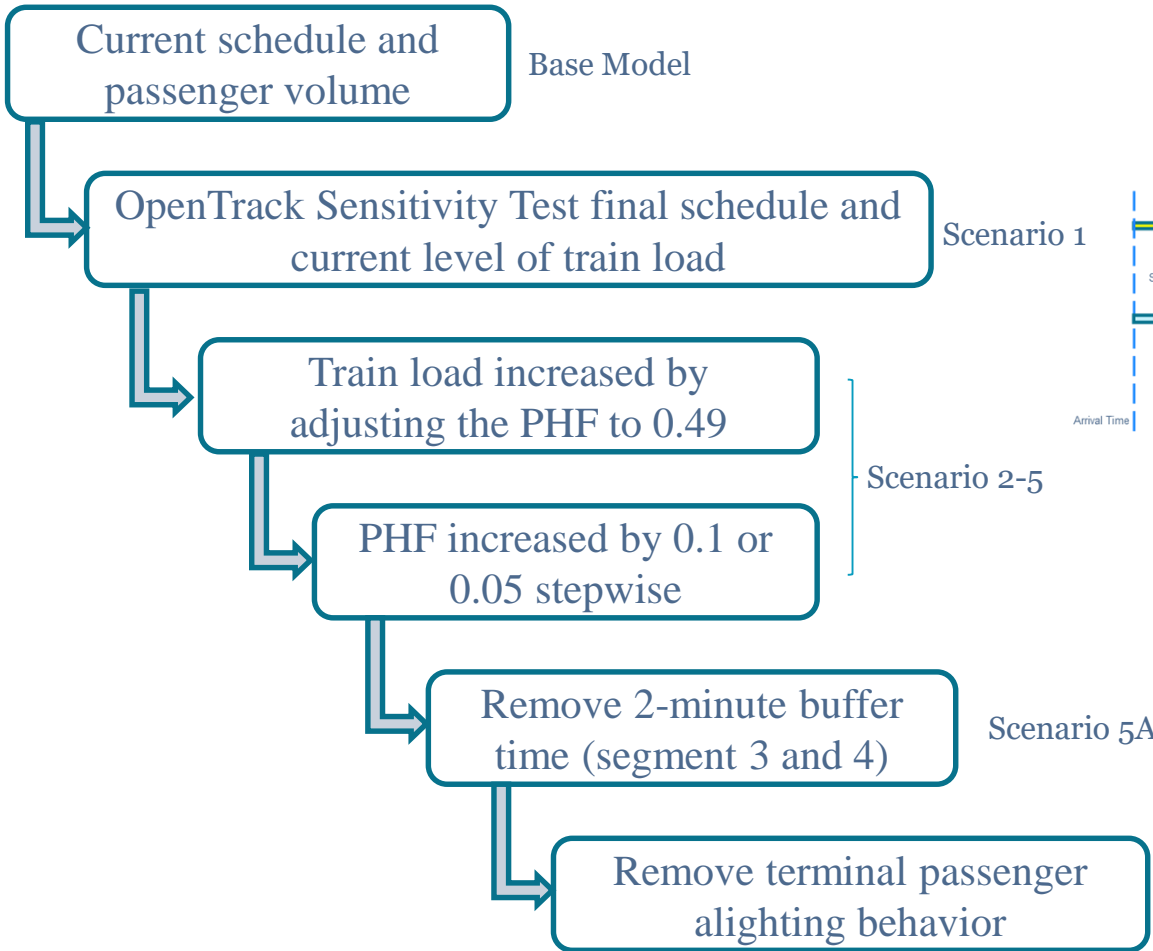 Current schedule and
passenger volume
Base Model
OpenTrack Sensitivity Test final schedule and
current level of train load
Scenario 1
Train load increased by
adjusting the PHF to 0.49
Arrival Time
Scenario 2-5
PHF increased by 0.1 or
0.05 stepwise
Remove 2-minute buffer
time (segment 3 and 4)
Scenario 5A
Remove terminal passenger
alighting behavior